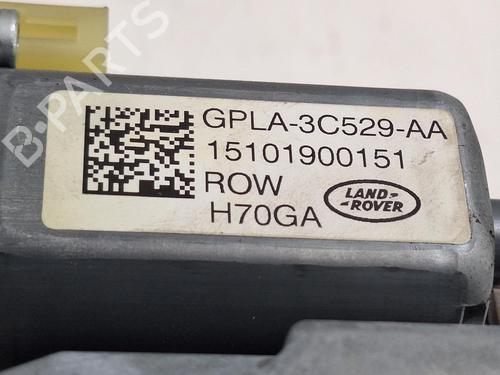 GPLA-3C529-AA
15101900151
ROW
H70GA
LAND-
-ROVER
B-PARTS